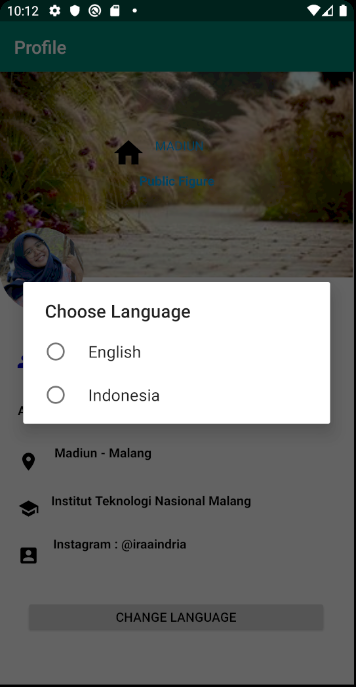 10:12
Profile
MADIUN
Public Figure
Choose Language
English
Indonesia
Madiun - Malang
Institut Teknologi Nasional Malang
Instagram : @iraaindria
CHANGE LANGUAGE